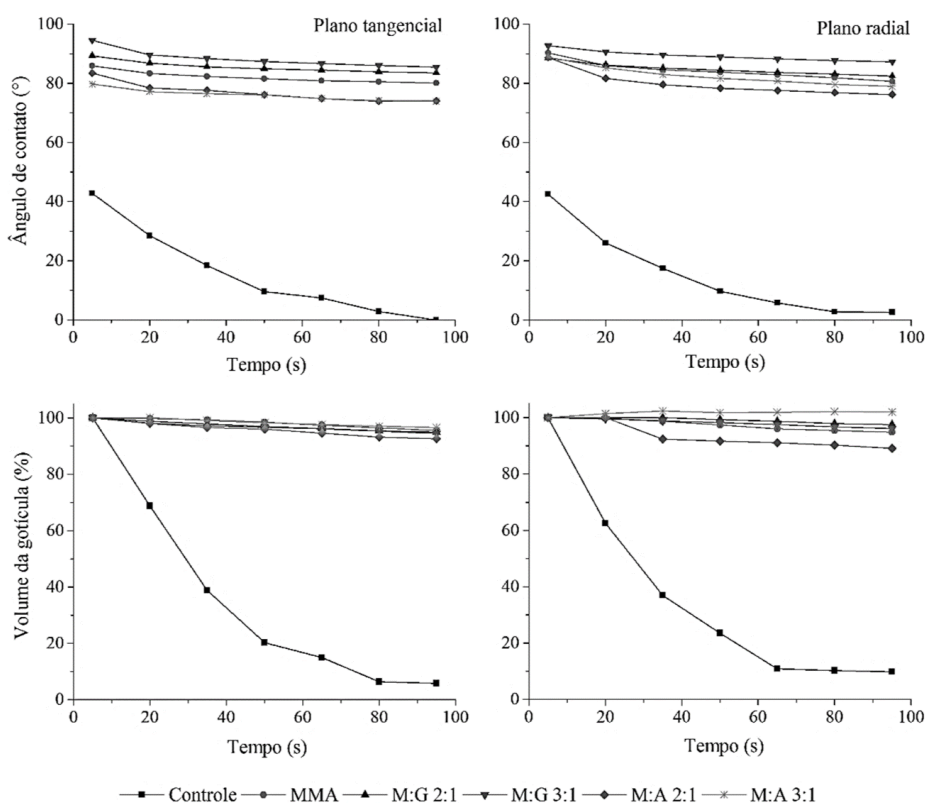 Plano tangencial
Plano radial
Ângulo de contato (°)
100
80
60
40
20
0
0 20 40 60 80 100
Tempo (s)
100
80
60
40
20
0
0 20 40 60 80 100
Tempo (s)
Volume da gotícula (%)
100
80
60
40
20
0
0 20 40 60 80 100
Tempo (s)
100
80
60
40
20
0
0 20 40 60 80 100
Tempo (s)
Controle MMA M:G 2:1 M:G 3:1 M:A 2:1 M:A 3:1